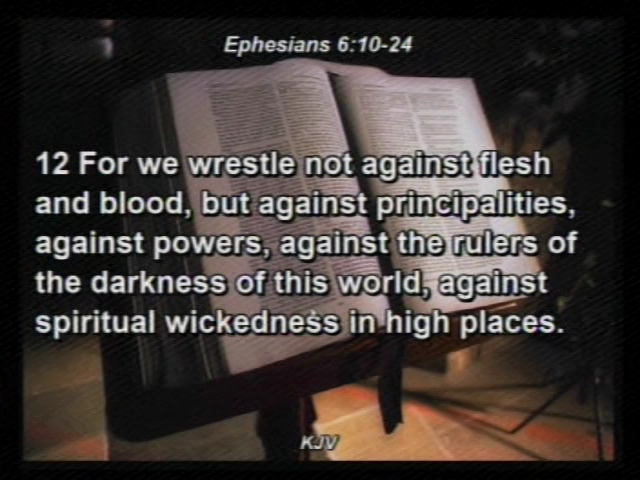 Ephesians 6:10-24
12 For we wrestle not against flesh
and blood, but against principalities,
against powers, against the rulers of
the darkness of this world, against
spiritual wickedness in high places.
KJV